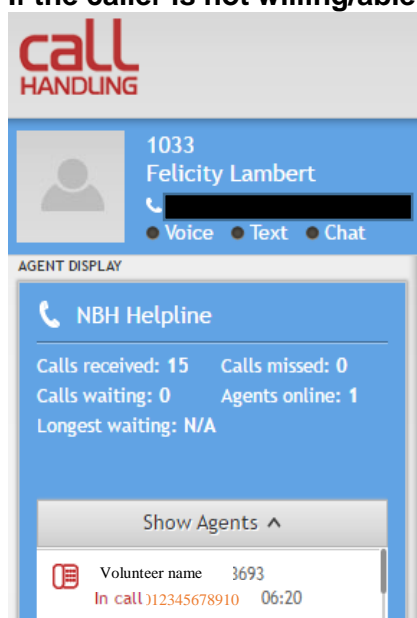 If the caller is not willing/able
call
HANDLING
1033
Felicity Lambert
Voice Text Chat
AGENT DISPLAY
NBH Helpline
Calls received: 15 Calls missed: 0
Calls waiting: 0 Agents online: 1
Longest waiting: N/A
Show Agents
Volunteer name 3693
In call 012345678910 06:20